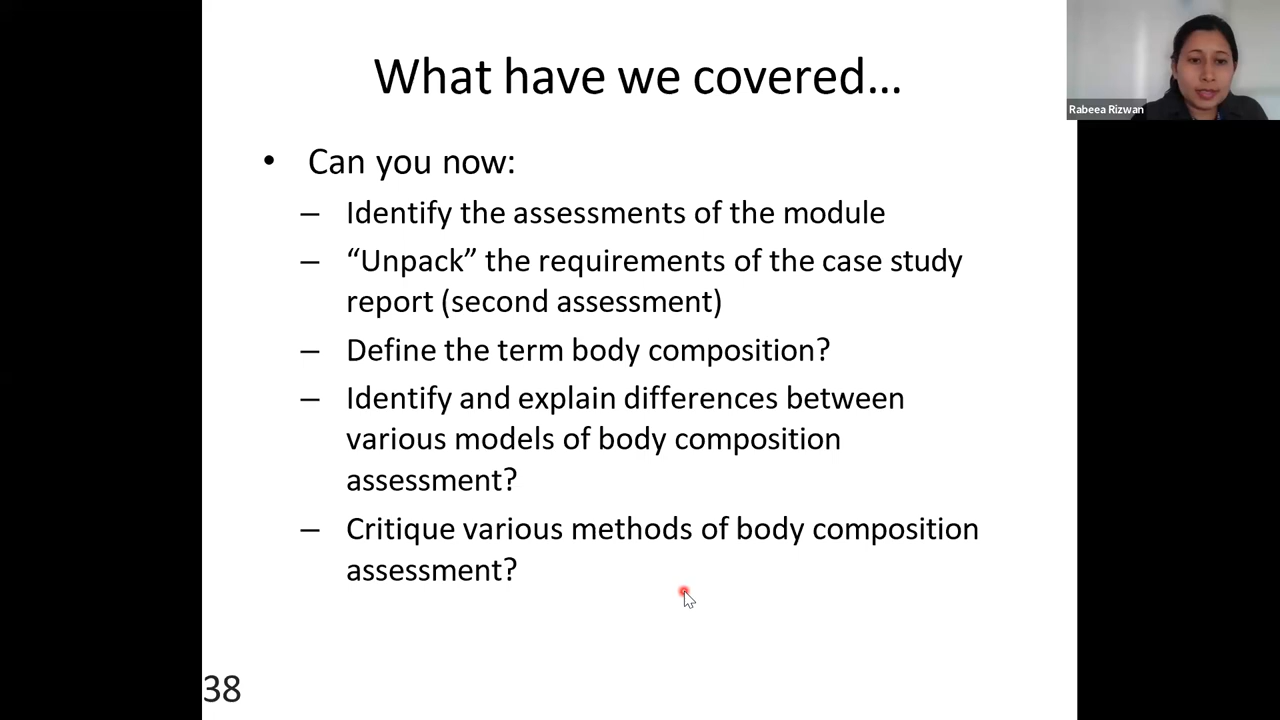 What have we covered...
Rabeea Rizwan
• Can you now:
– Identify the assessments of the module
– “Unpack” the requirements of the case study
report (second assessment)
– Define the term body composition?
– Identify and explain differences between
various models of body composition
assessment?
– Critique various methods of body composition
assessment?
38